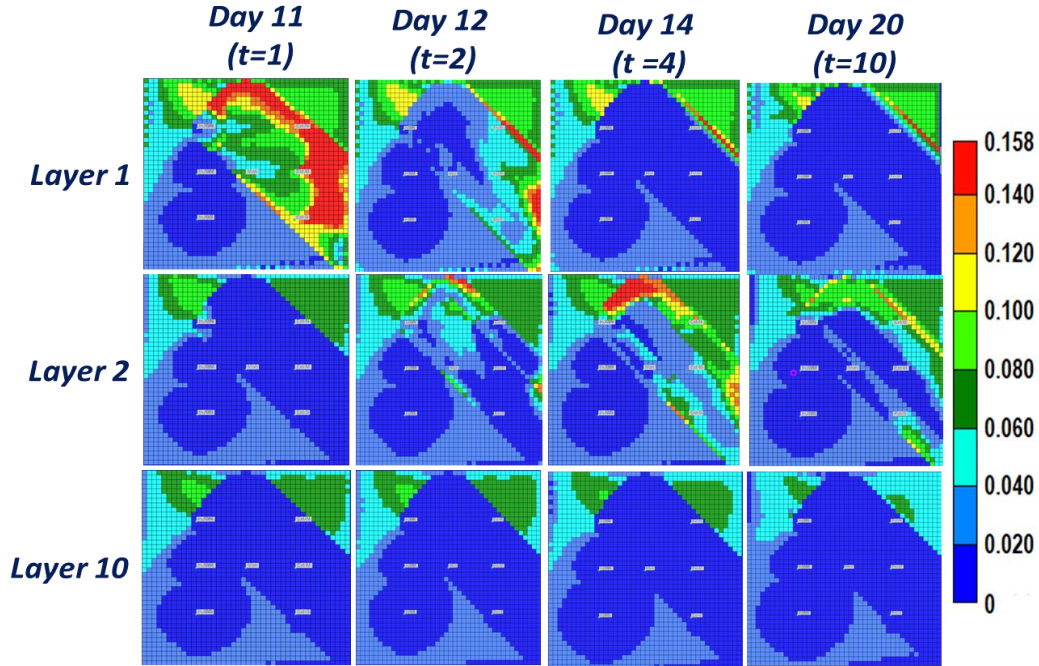 Day 11
(t=1)
Day 12
(t=2)
Day 14
(t =4)
Day 20
(t=10)
Layer 1
Layer 2
Layer 10
0.158
0.140
0.120
0.100
0.080
0.060
0.040
0.020
0